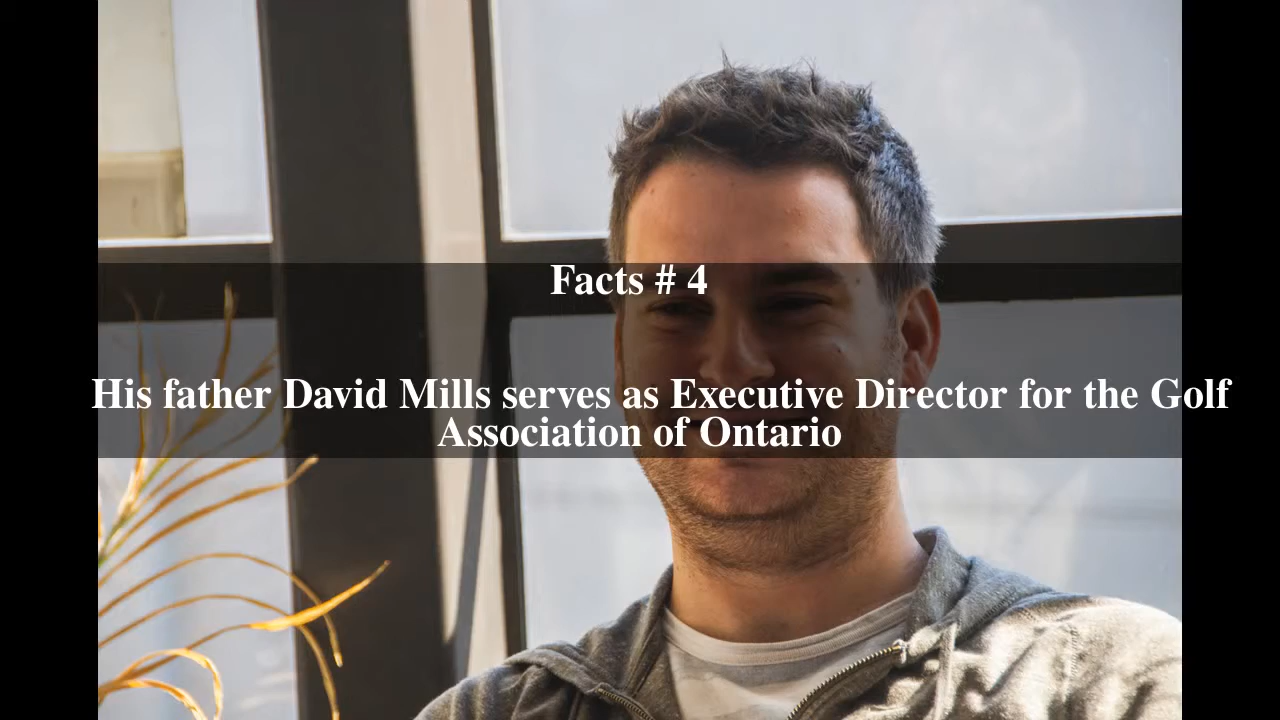 Facts # 4
His father David Mills serves as Executive Director for the Golf
Association of Ontario